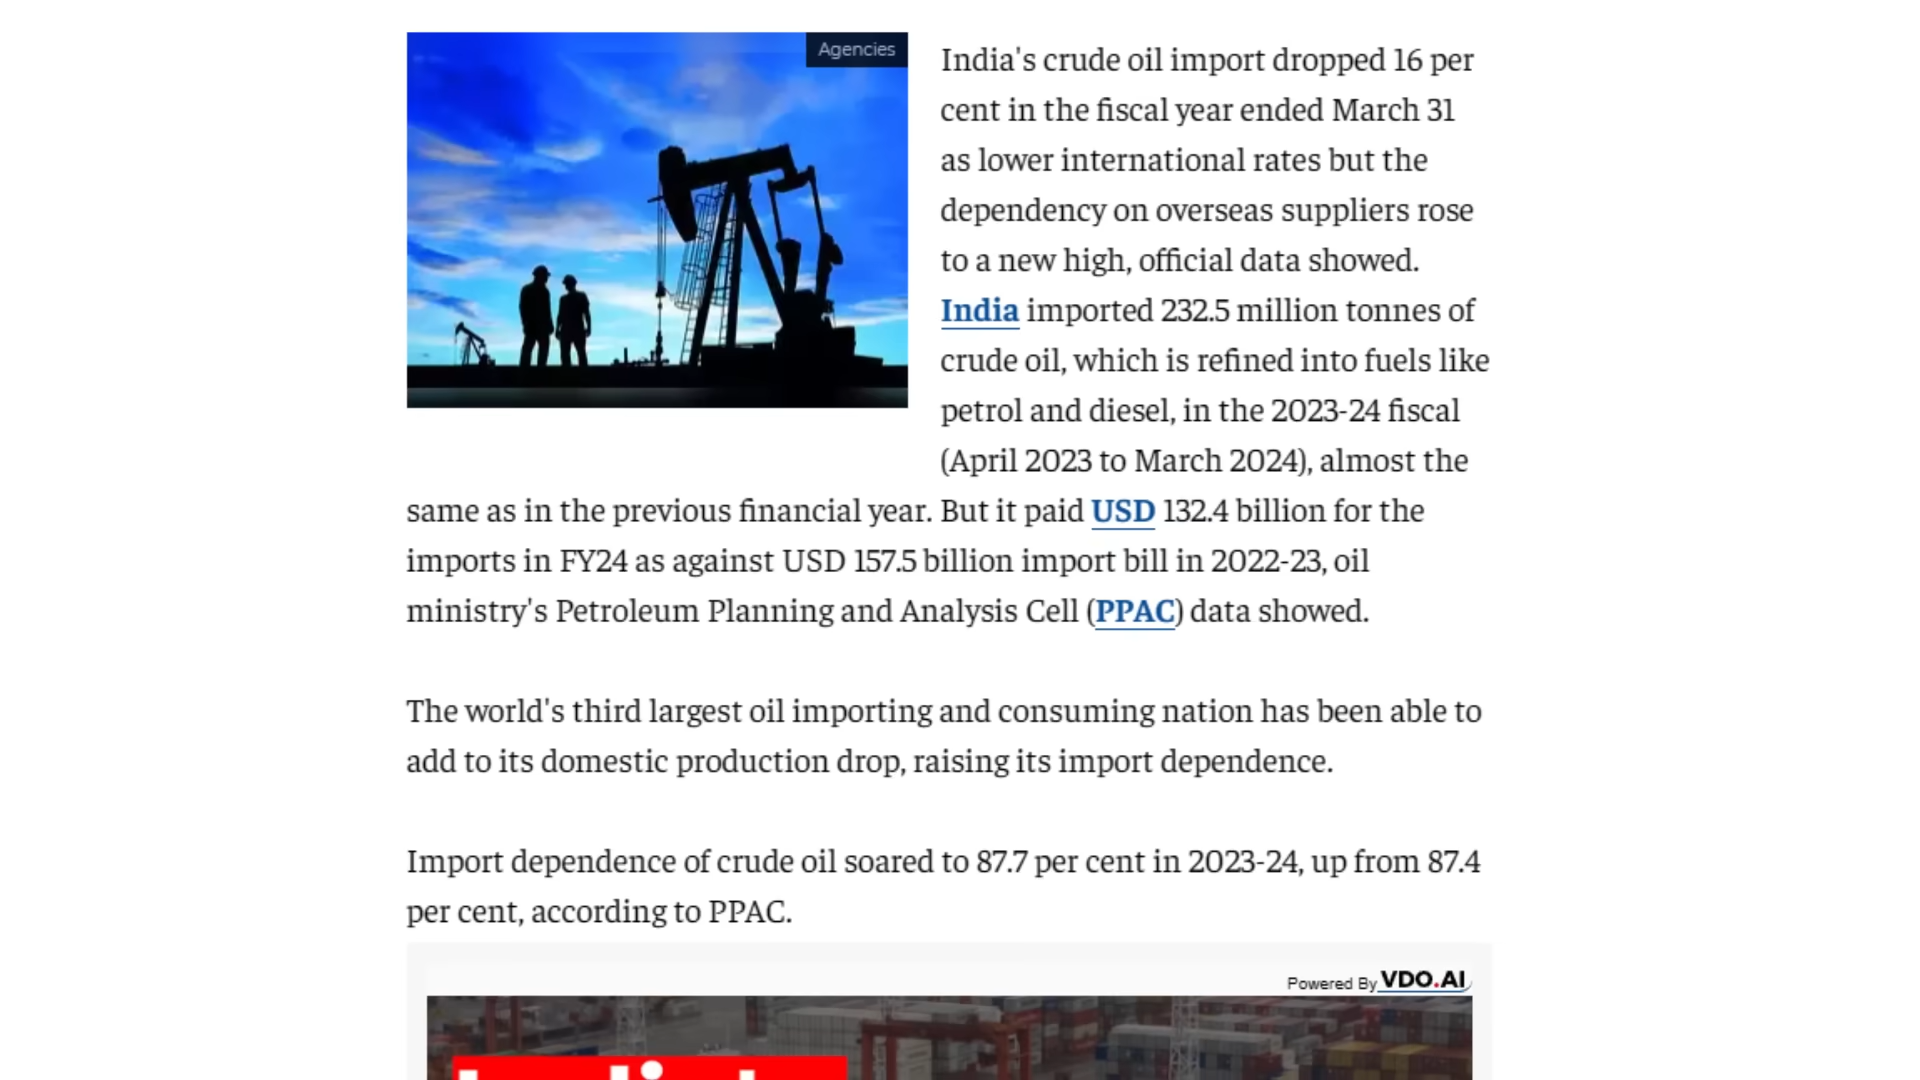 Agencies
India's crude oil import dropped 16 per
cent in the fiscal year ended March 31
as lower international rates but the
dependency on overseas suppliers rose
to a new high, official data showed.
India imported 232.5 million tonnes of
crude oil, which is refined into fuels like
petrol and diesel, in the 2023-24 fiscal
(April 2023 to March 2024), almost the
same as in the previous financial year. But it paid USD 132.4 billion for the
imports in FY24 as against USD 157.5 billion import bill in 2022-23, oil
ministry's Petroleum Planning and Analysis Cell (PPAC) data showed.
The world's third largest oil importing and consuming nation has been able to
add to its domestic production drop, raising its import dependence.
Import dependence of crude oil soared to 87.7 per cent in 2023-24, up from 87.4
per cent, according to PPAC.
Powered By VDO.AI